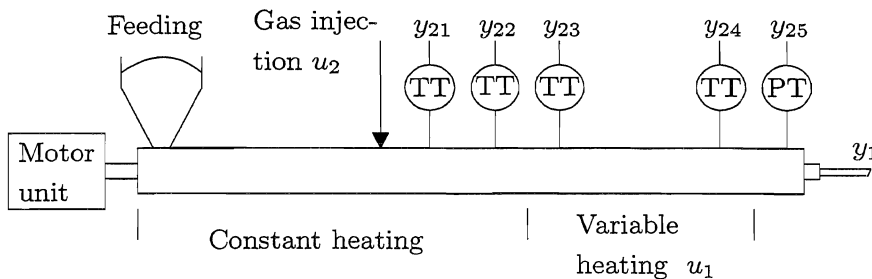 Feeding
Gas injec-
tion u₂
y₂₁ y₂₂ y₂₃ y₂₄ y₂₅
TT TT TT TT PT
Motor
unit
y₁
Constant heating
Variable
heating u₁